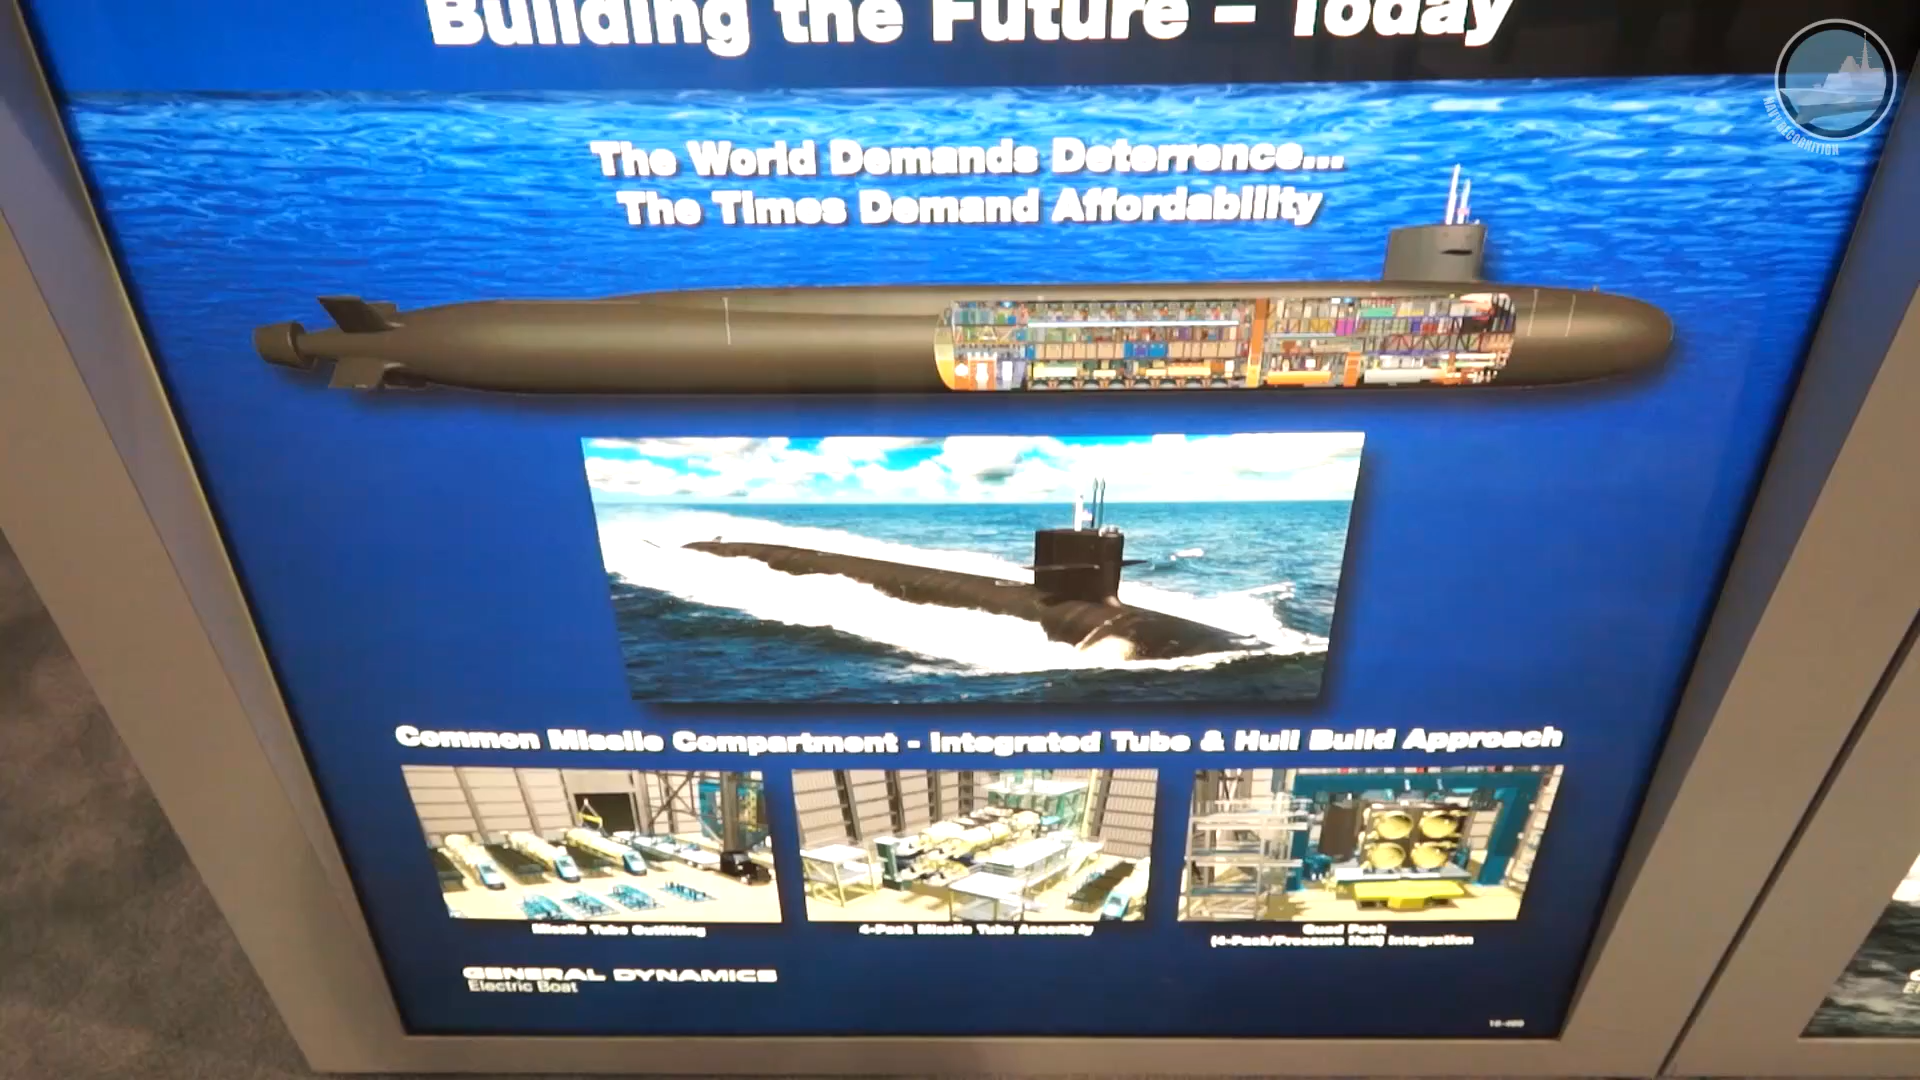 Building the Future – Today
NAVY RECOGNITION
The World Demands Deterrence...
The Times Demand Affordability
Common Missile Compartment - Integrated Tube & Hull Build Approach
Missile Tube Outfitting
4-Pack Missile Tube Assembly
Quad Pack
(4-Pack/Pressure Hull) Integration
GENERAL DYNAMICS
Electric Boat